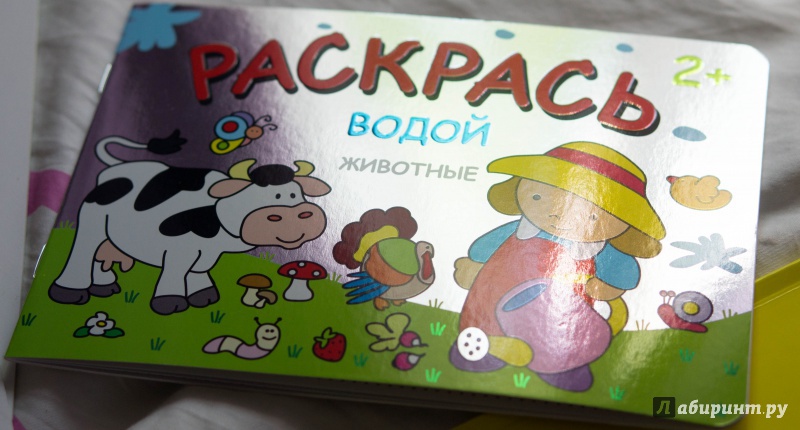 РАСКРАСЬ
2+
ВОДОЙ
ЖИВОТНЫЕ
Лабиринт.ру